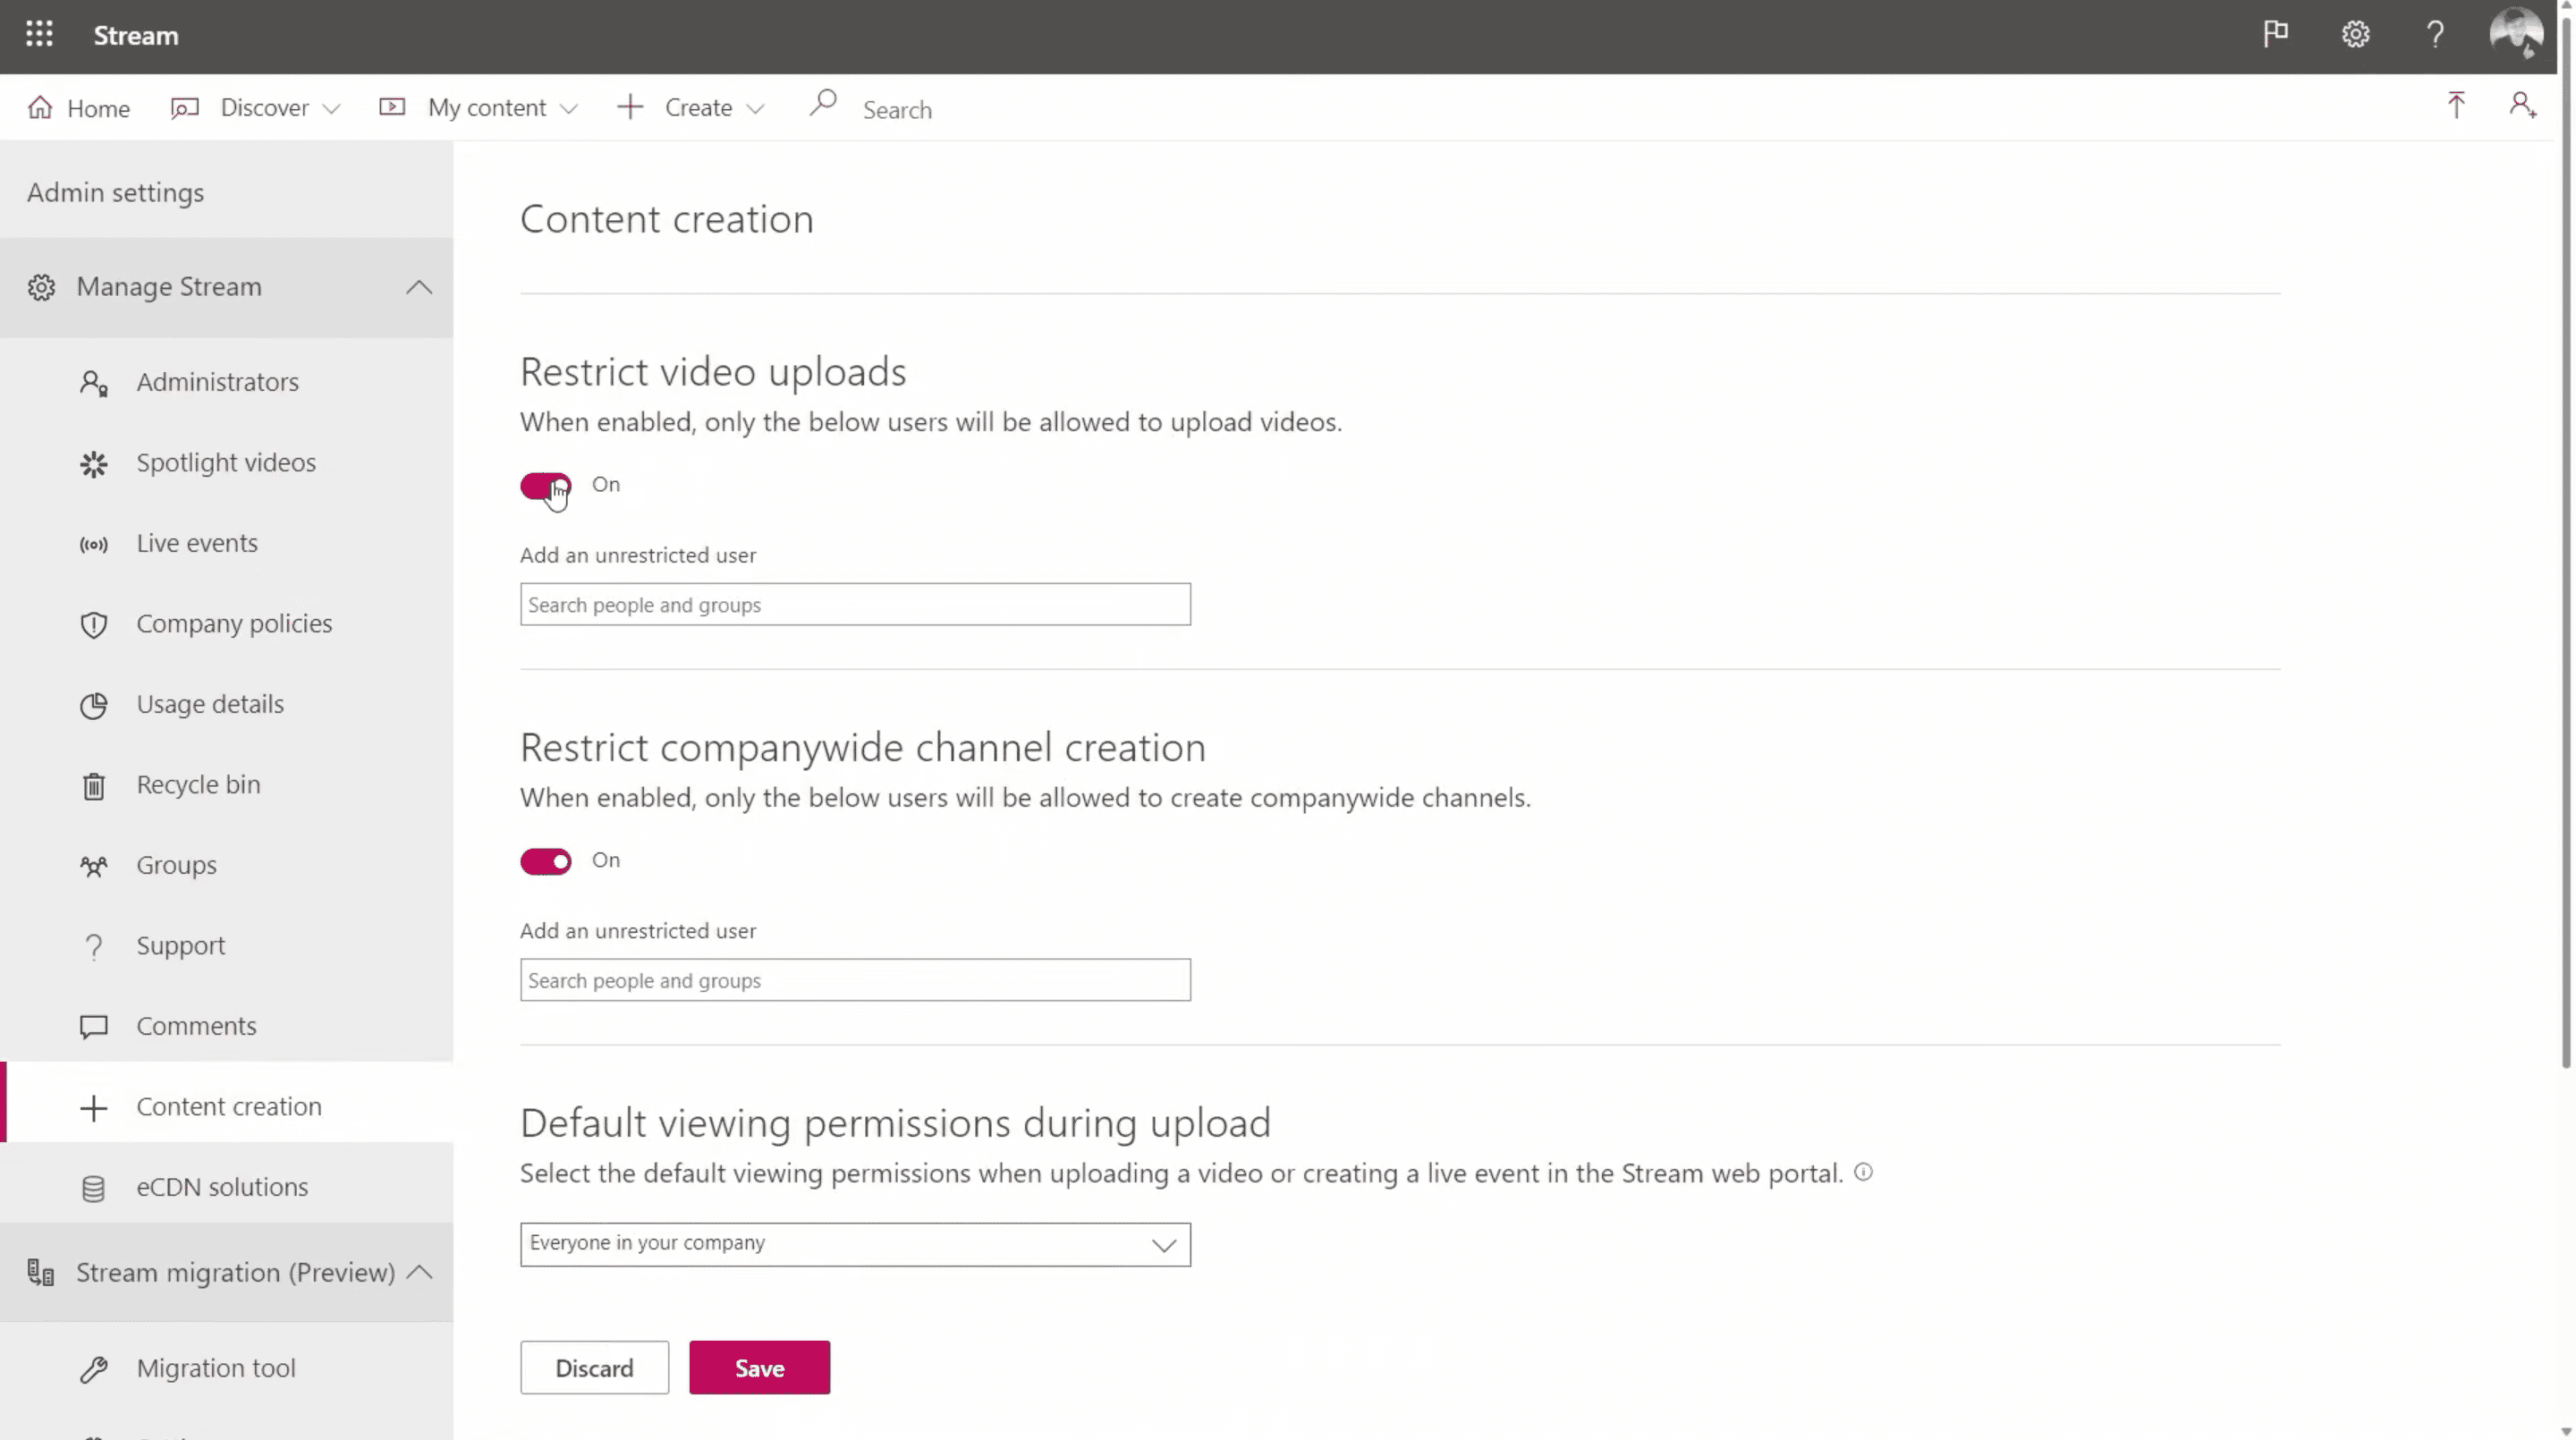 Stream
Home
Discover
My content
Create
Search
Admin settings
Manage Stream
Administrators
Spotlight videos
Live events
Company policies
Usage details
Recycle bin
Groups
Support
Comments
Content creation
eCDN solutions
Stream migration (Preview)
Migration tool
Content creation
Restrict video uploads
When enabled, only the below users will be allowed to upload videos.
On
Add an unrestricted user
Search people and groups
Restrict companywide channel creation
When enabled, only the below users will be allowed to create companywide channels.
On
Add an unrestricted user
Search people and groups
Default viewing permissions during upload
Select the default viewing permissions when uploading a video or creating a live event in the Stream web portal.
Everyone in your company
Discard
Save